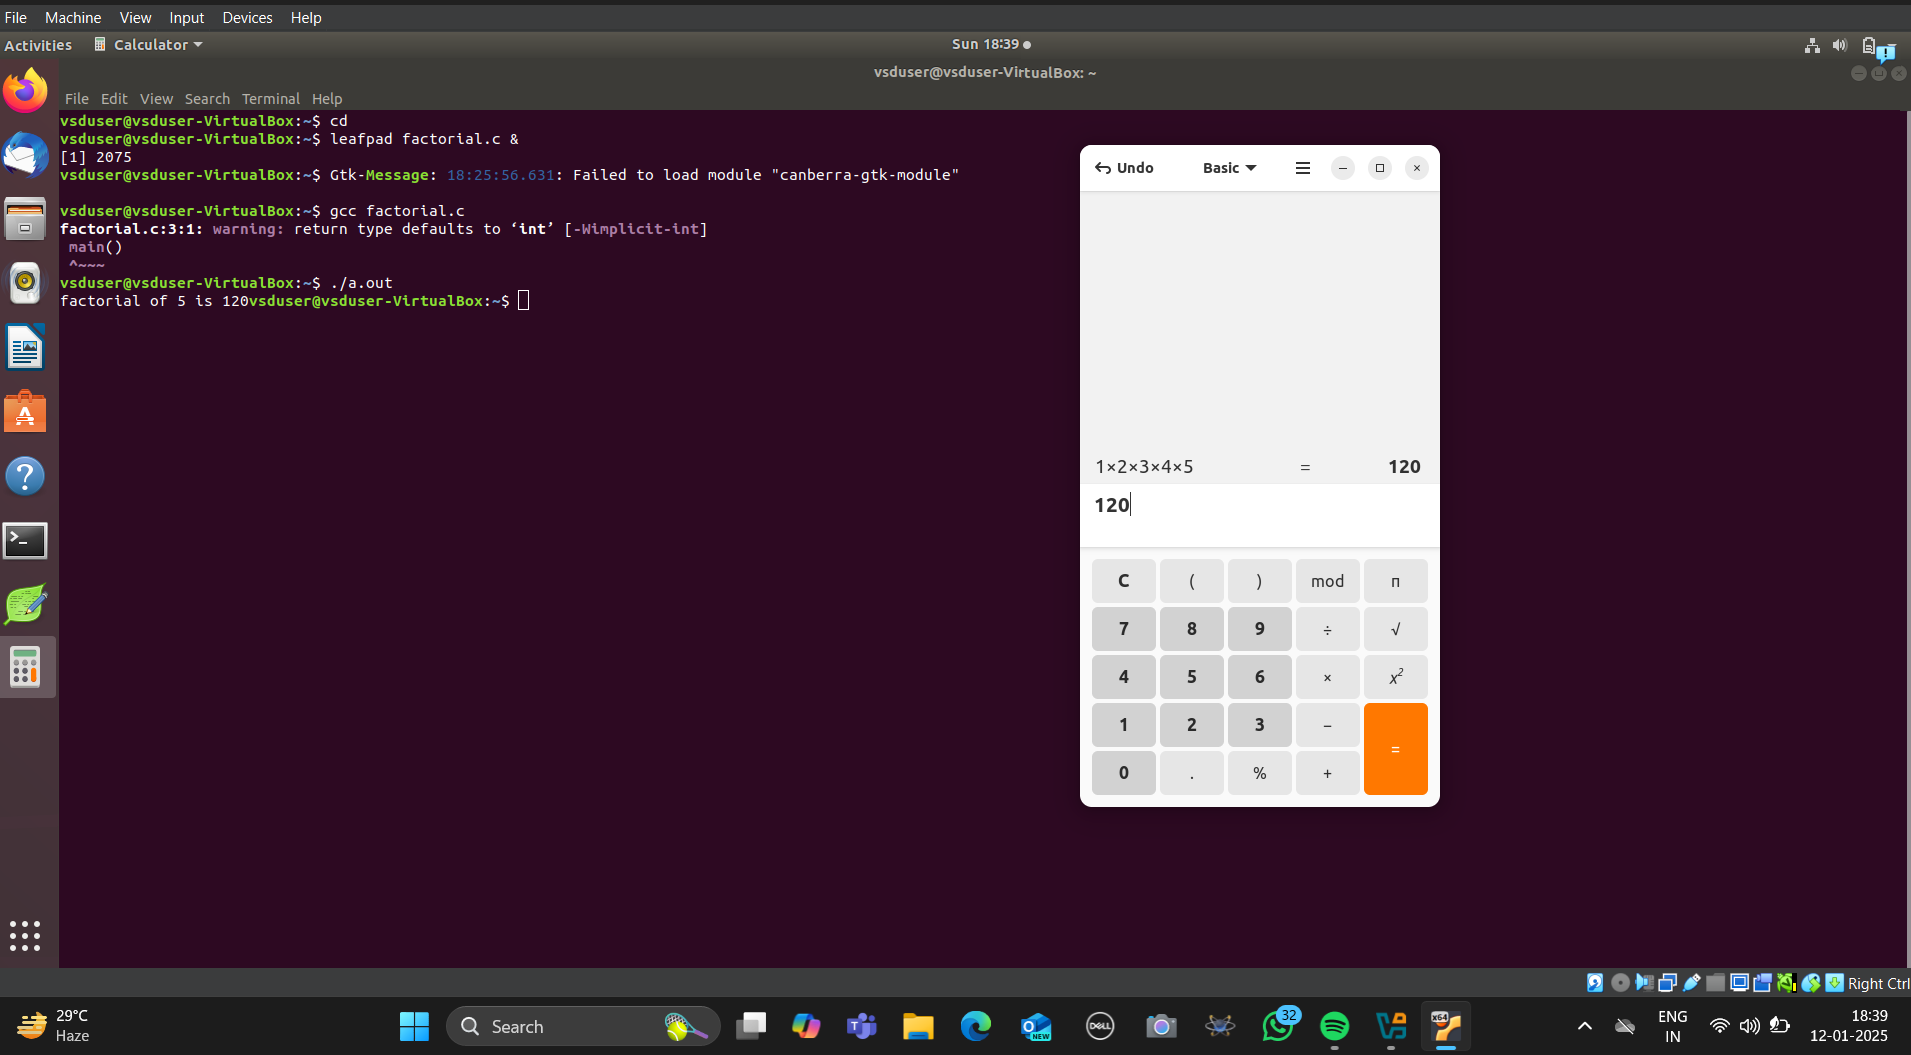 File Machine View Input Devices Help
Activities Calculator Sun 18:39
vsduser@vsduser-VirtualBox: ~
File Edit View Search Terminal Help
vsduser@vsduser-VirtualBox:~$ cd
vsduser@vsduser-VirtualBox:~$ leafpad factorial.c &
[1] 2075
vsduser@vsduser-VirtualBox:~$ Gtk-Message: 18:25:56.631: Failed to load module "canberra-gtk-module"
vsduser@vsduser-VirtualBox:~$ gcc factorial.c
factorial.c:3:1: warning: return type defaults to ‘int’ [-Wimplicit-int]
main()
^~~~
vsduser@vsduser-VirtualBox:~$ ./a.out
factorial of 5 is 120vsduser@vsduser-VirtualBox:~$
Undo Basic
1×2×3×4×5 = 120
120
C ( ) mod π
7 8 9 ÷ √
4 5 6 × x²
1 2 3 −
=
0 . % +
Right Ctrl
29°C
Haze
Search
NEW
DELL
32
x64
ENG
IN
18:39
12-01-2025